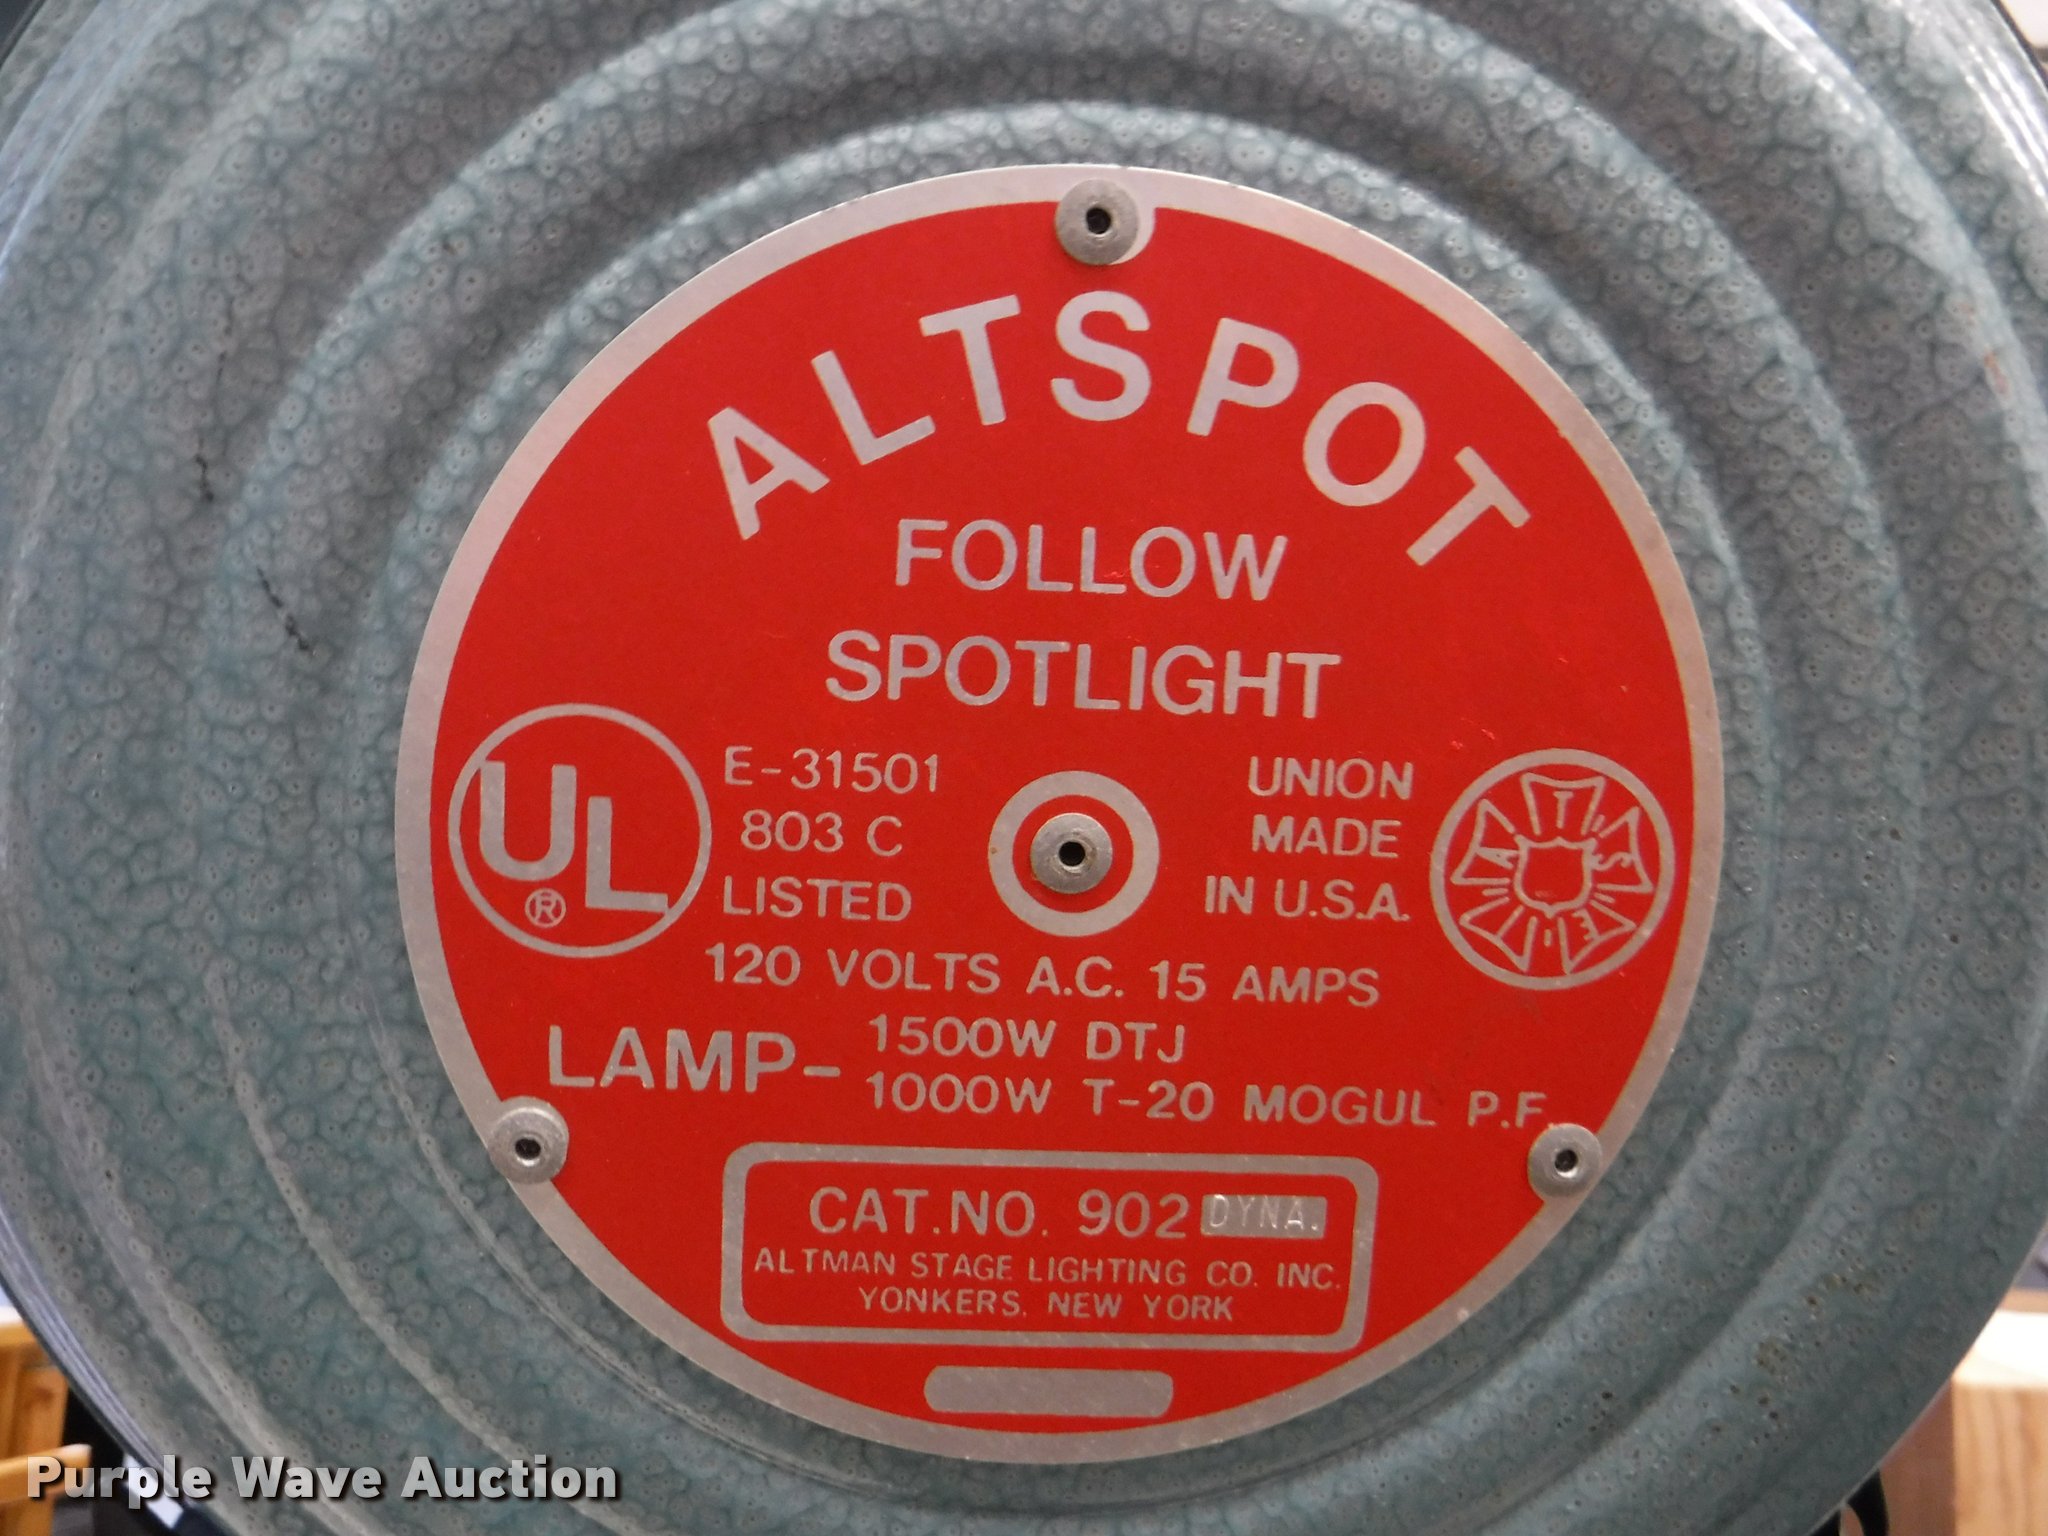 ALTSPOT
FOLLOW
SPOTLIGHT
UL
®
E-31501
803 C
LISTED
UNION
MADE
IN U.S.A.
I A T S E
120 VOLTS A.C. 15 AMPS
LAMP-
1500W DTJ
1000W T-20 MOGUL P.F.
CAT.NO. 902 DYNA.
ALTMAN STAGE LIGHTING CO. INC.
YONKERS, NEW YORK
Purple Wave Auction